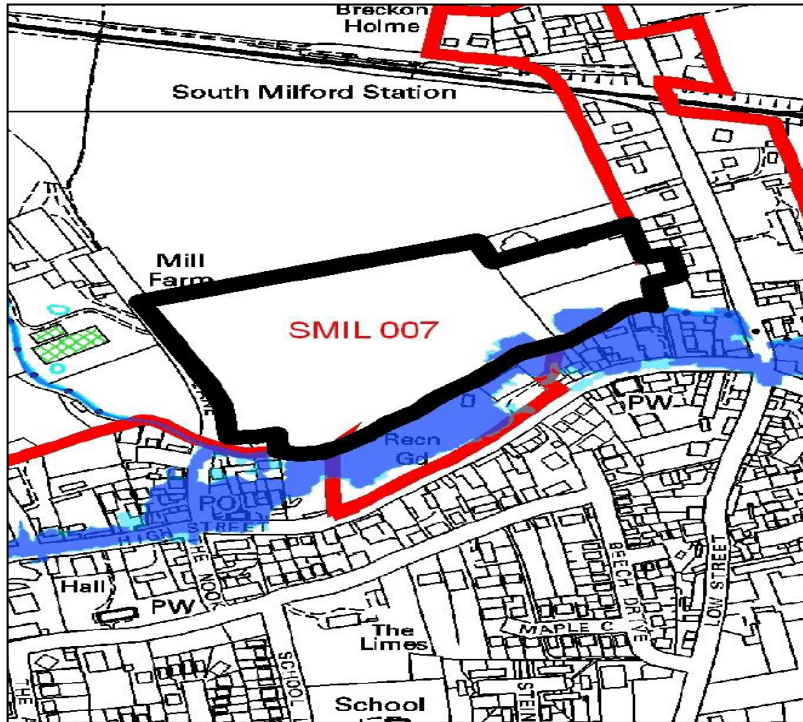 Breckon
Holme
South Milford Station
Mill
Farm
SMIL 007
PW
Recn
Gd
HIGH STREET
THE NOOK
Hall
PW
BEECH DRIVE
LOW STREET
The
Limes
MAPLE C
SCHOOL
School